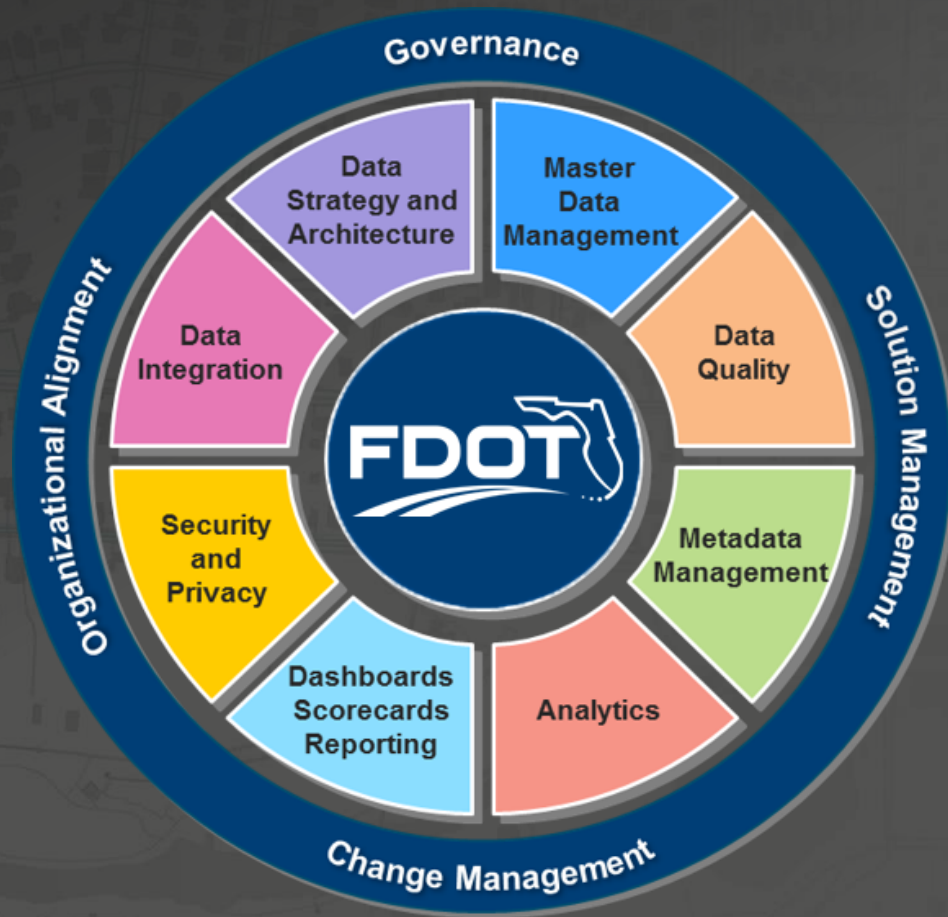 Governance
Data
Strategy and
Architecture
Master
Data
Management
Data
Integration
Data
Quality
Organizational Alignment
Solution Management
FDOT
Security
and
Privacy
Metadata
Management
Dashboards
Scorecards
Reporting
Analytics
Change Management